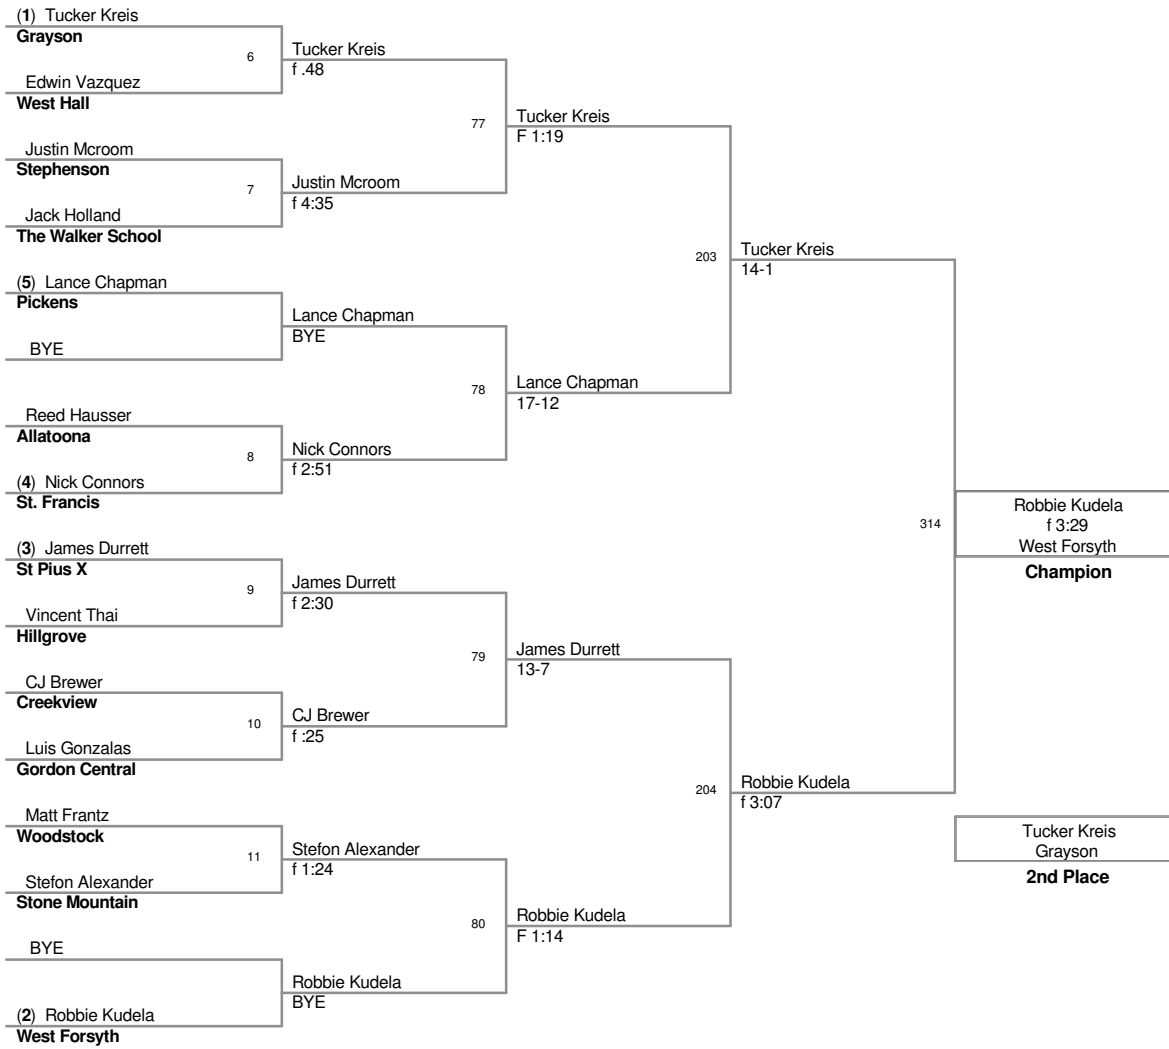 (1) Tucker Kreis
Grayson
6
Edwin Vazquez
West Hall
Justin Mcroom
Stephenson
7
Jack Holland
The Walker School
(5) Lance Chapman
Pickens
BYE
Reed Hausser
Allatoona
8
(4) Nick Connors
St. Francis
(3) James Durrett
St Pius X
9
Vincent Thai
Hillgrove
CJ Brewer
Creekview
10
Luis Gonzalas
Gordon Central
Matt Frantz
Woodstock
11
Stefon Alexander
Stone Mountain
BYE
(2) Robbie Kudela
West Forsyth
Tucker Kreis
f .48
77
Justin Mcroom
f 4:35
Lance Chapman
BYE
78
Nick Connors
f 2:51
James Durrett
f 2:30
79
CJ Brewer
f :25
Stefon Alexander
f 1:24
80
Robbie Kudela
BYE
Tucker Kreis
F 1:19
203
Lance Chapman
17-12
James Durrett
13-7
204
Robbie Kudela
F 1:14
Tucker Kreis
14-1
314
Robbie Kudela
f 3:07
Robbie Kudela
f 3:29
West Forsyth
Champion
Tucker Kreis
Grayson
2nd Place